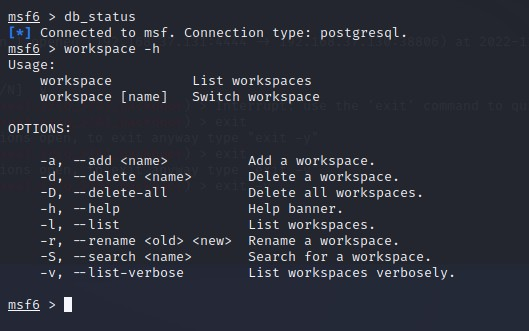 msf6 > db_status
[*] Connected to msf. Connection type: postgresql.
msf6 > workspace -h
Usage:
    workspace          List workspaces
    workspace [name]   Switch workspace

OPTIONS:

    -a, --add <name>          Add a workspace.
    -d, --delete <name>       Delete a workspace.
    -D, --delete-all          Delete all workspaces.
    -h, --help                Help banner.
    -l, --list                List workspaces.
    -r, --rename <old> <new>  Rename a workspace.
    -S, --search <name>       Search for a workspace.
    -v, --list-verbose        List workspaces verbosely.

msf6 >